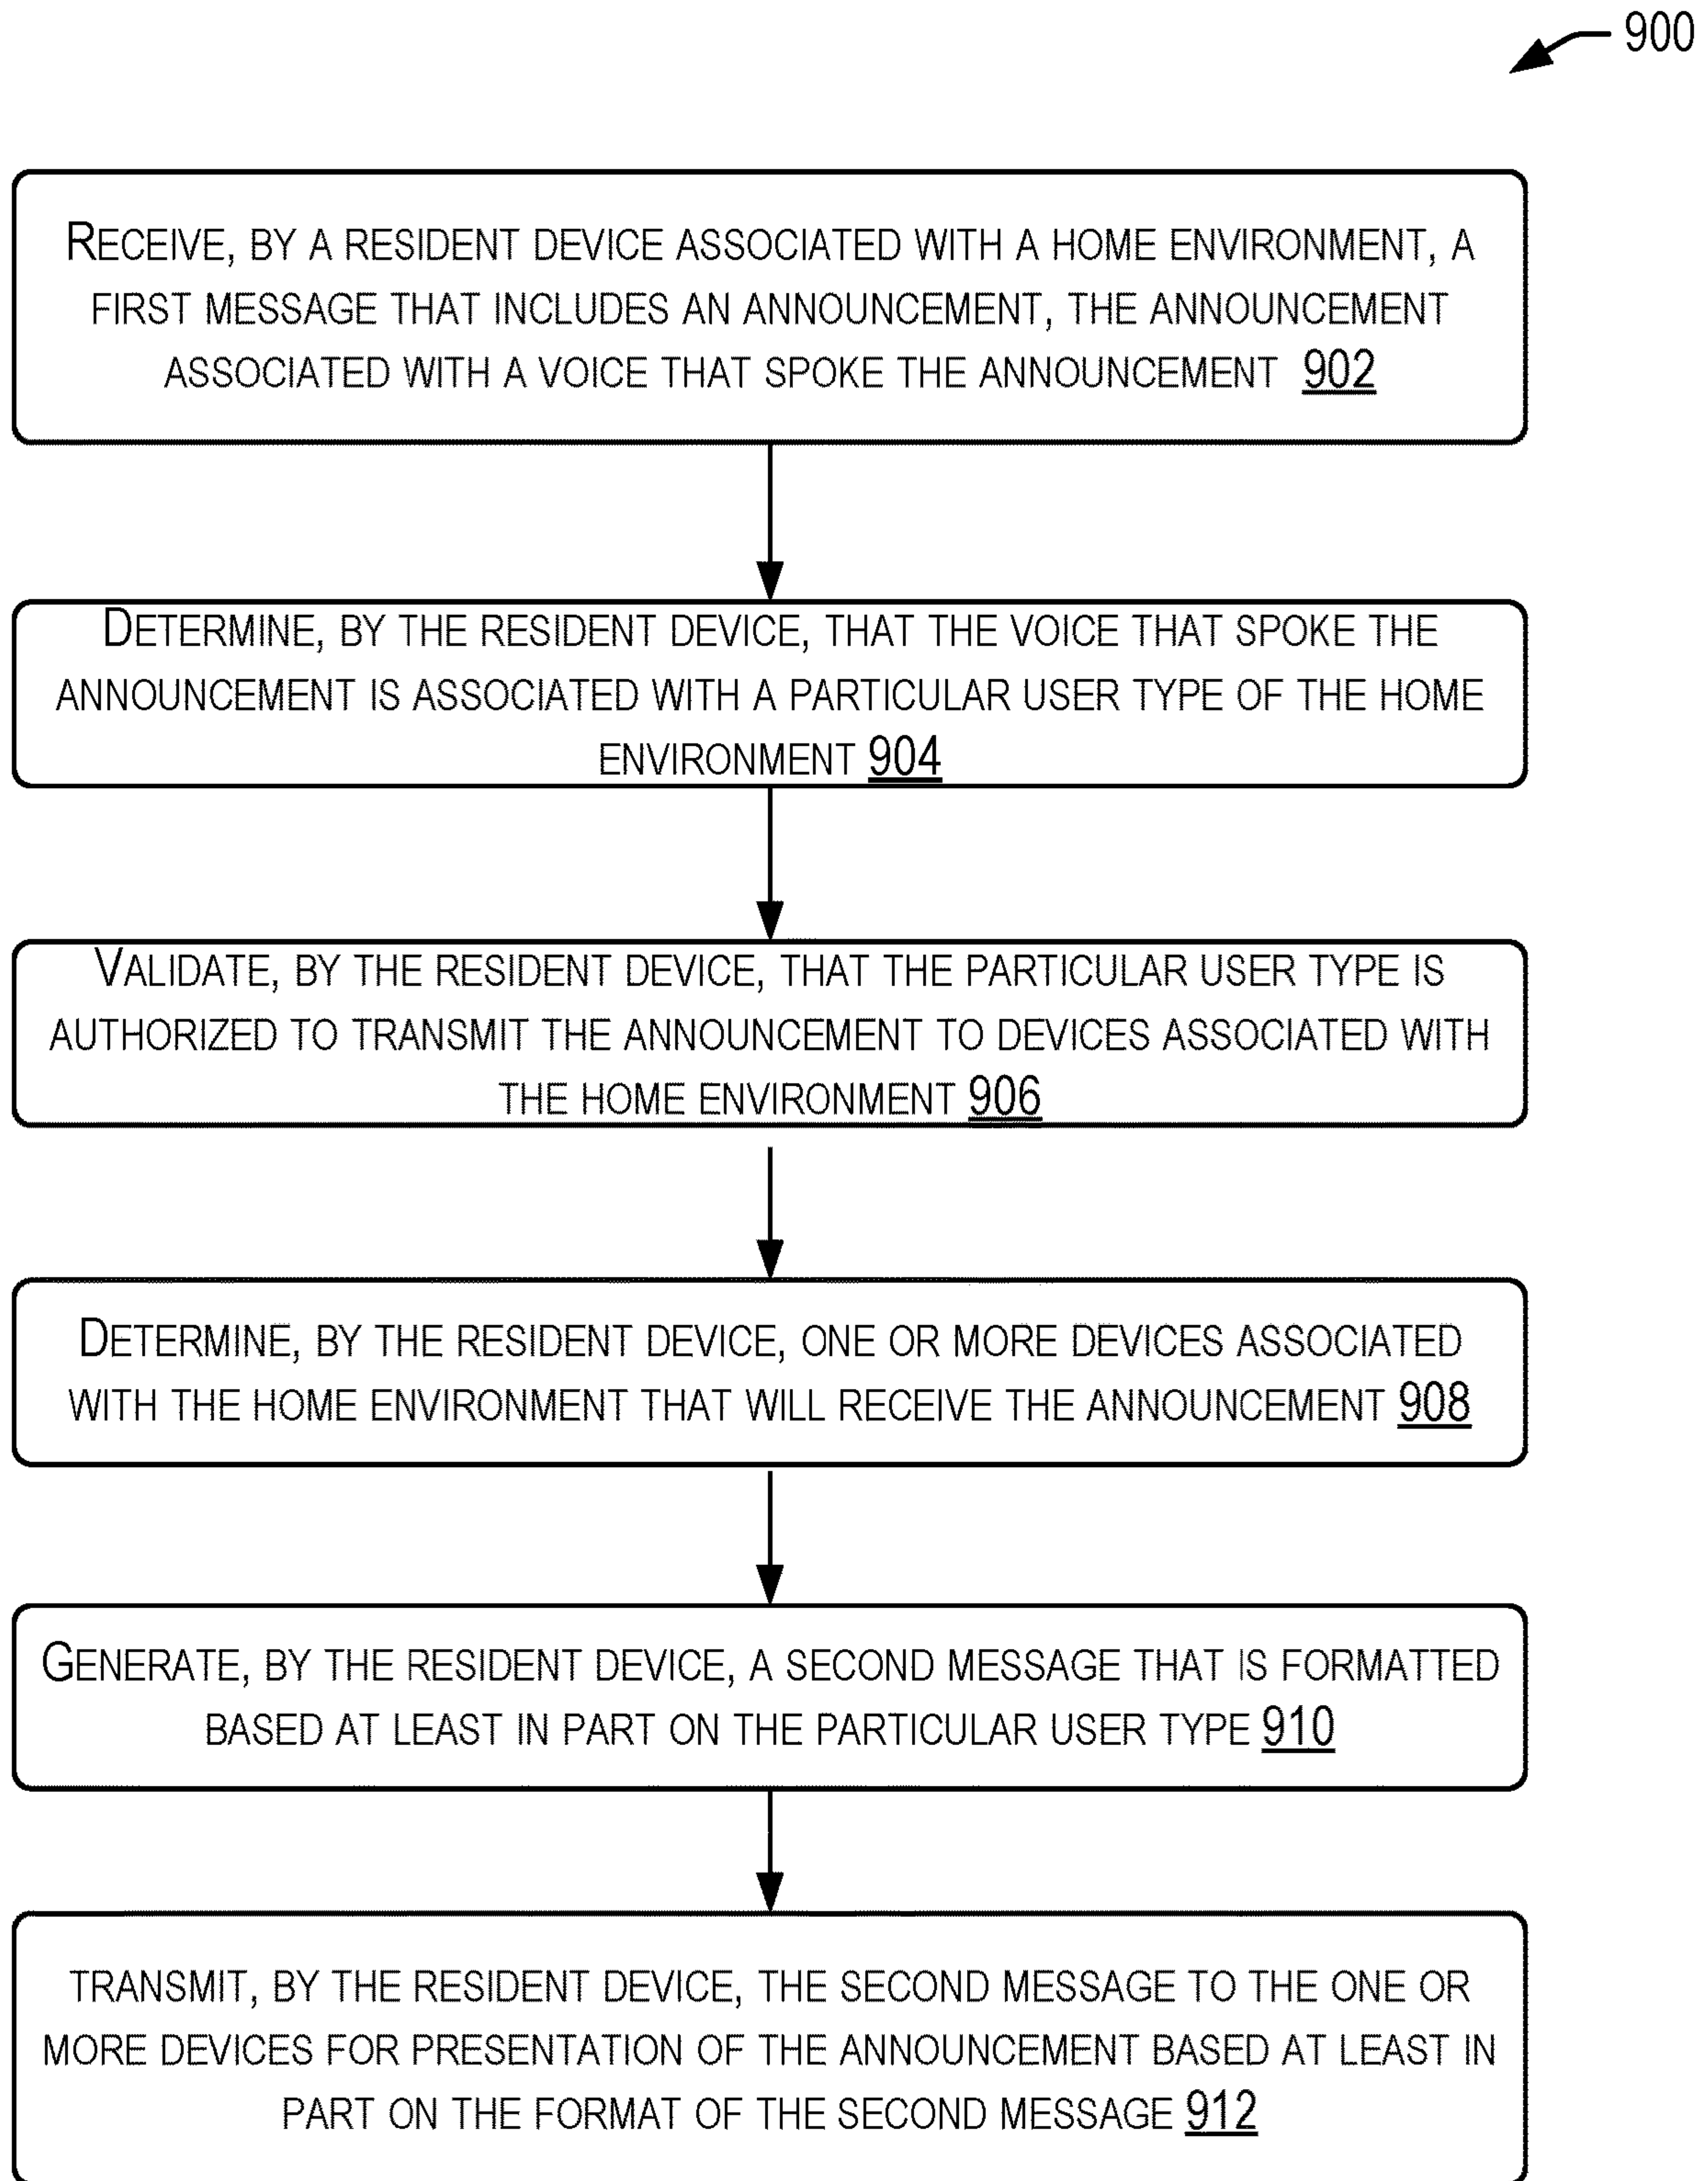 900
RECEIVE, BY A RESIDENT DEVICE ASSOCIATED WITH A HOME ENVIRONMENT, A
FIRST MESSAGE THAT INCLUDES AN ANNOUNCEMENT, THE ANNOUNCEMENT
ASSOCIATED WITH A VOICE THAT SPOKE THE ANNOUNCEMENT 902
DETERMINE, BY THE RESIDENT DEVICE, THAT THE VOICE THAT SPOKE THE
ANNOUNCEMENT IS ASSOCIATED WITH A PARTICULAR USER TYPE OF THE HOME
ENVIRONMENT 904
VALIDATE, BY THE RESIDENT DEVICE, THAT THE PARTICULAR USER TYPE IS
AUTHORIZED TO TRANSMIT THE ANNOUNCEMENT TO DEVICES ASSOCIATED WITH
THE HOME ENVIRONMENT 906
DETERMINE, BY THE RESIDENT DEVICE, ONE OR MORE DEVICES ASSOCIATED
WITH THE HOME ENVIRONMENT THAT WILL RECEIVE THE ANNOUNCEMENT 908
GENERATE, BY THE RESIDENT DEVICE, A SECOND MESSAGE THAT IS FORMATTED
BASED AT LEAST IN PART ON THE PARTICULAR USER TYPE 910
TRANSMIT, BY THE RESIDENT DEVICE, THE SECOND MESSAGE TO THE ONE OR
MORE DEVICES FOR PRESENTATION OF THE ANNOUNCEMENT BASED AT LEAST IN
PART ON THE FORMAT OF THE SECOND MESSAGE 912